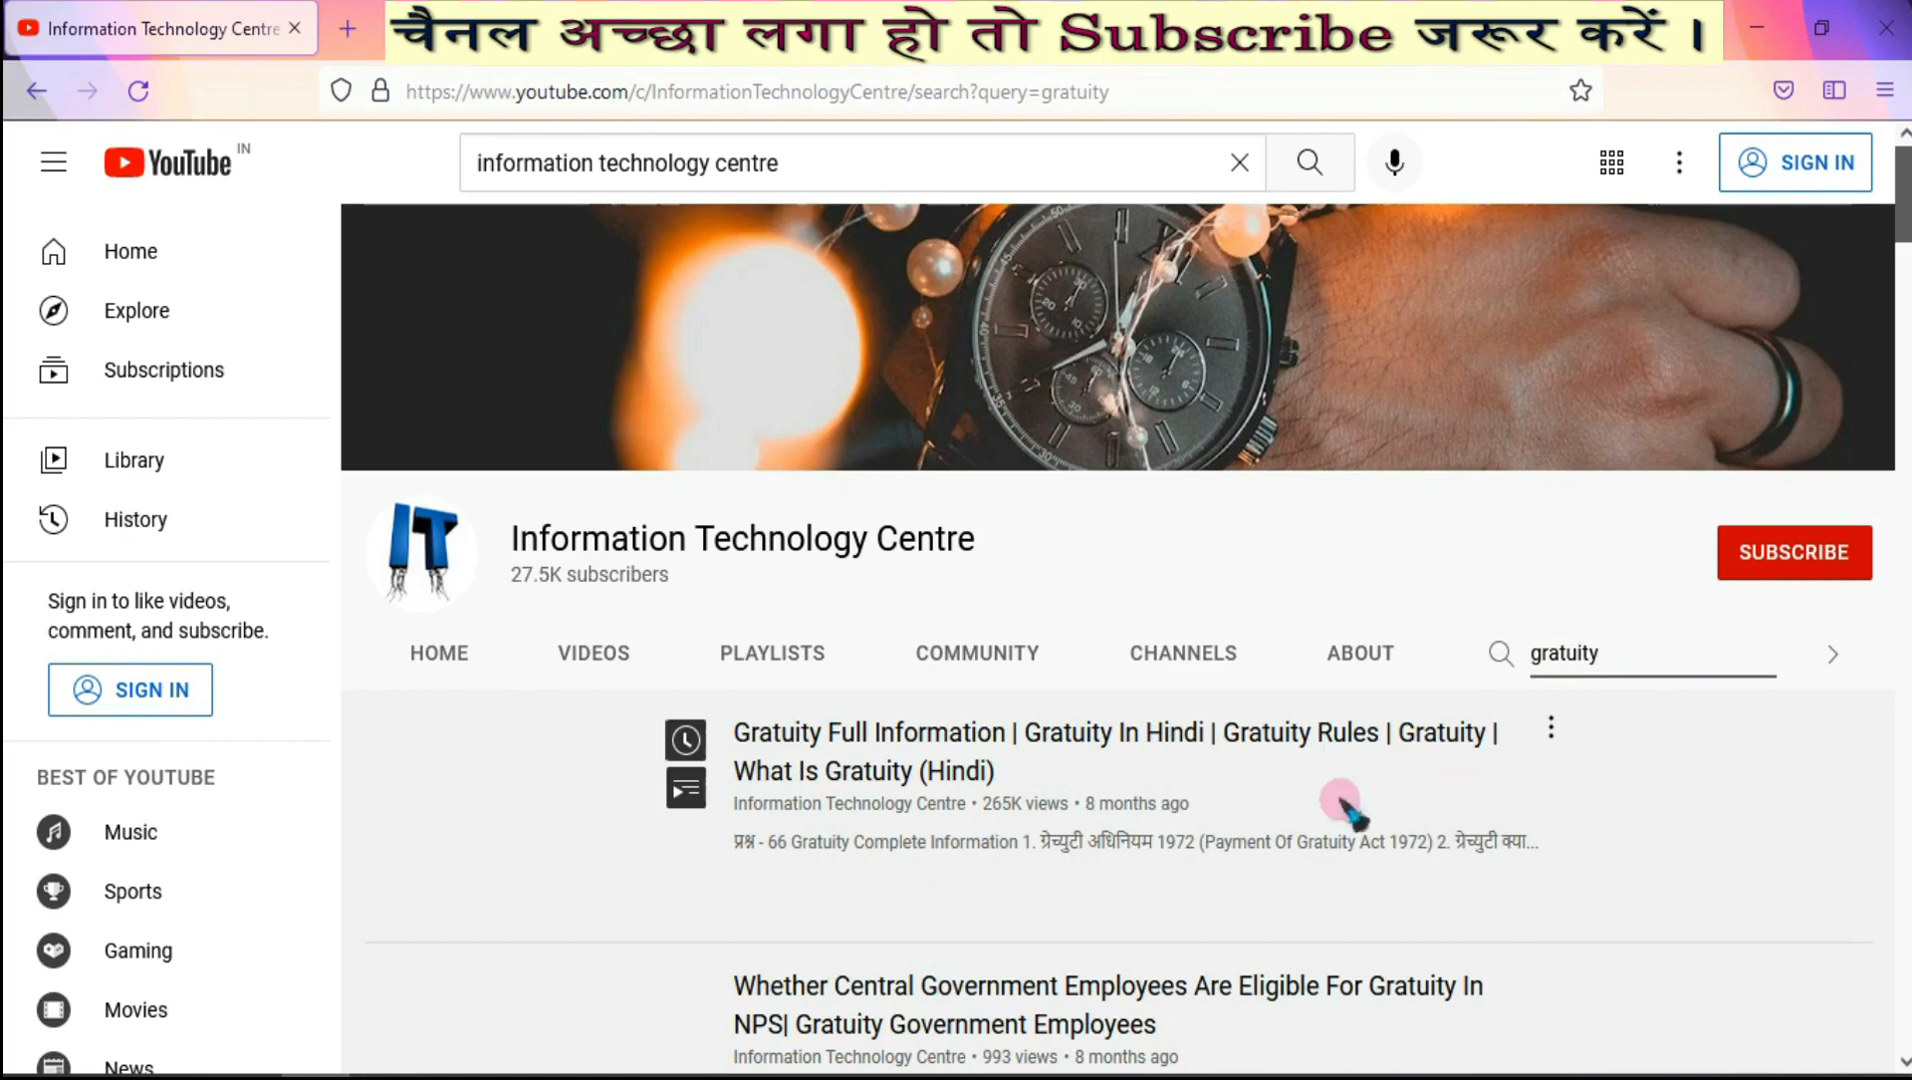 Information Technology Centre
चैनल अच्छा लगा हो तो Subscribe जरूर करें ।
https://www.youtube.com/c/InformationTechnologyCentre/search?query=gratuity
YouTube IN
information technology centre
SIGN IN
Home
Explore
Subscriptions
Library
History
Sign in to like videos,
comment, and subscribe.
SIGN IN
BEST OF YOUTUBE
Music
Sports
Gaming
Movies
News
IT
Information Technology Centre
27.5K subscribers
SUBSCRIBE
HOME VIDEOS PLAYLISTS COMMUNITY CHANNELS ABOUT gratuity
Gratuity Full Information | Gratuity In Hindi | Gratuity Rules | Gratuity |
What Is Gratuity (Hindi)
Information Technology Centre • 265K views • 8 months ago
प्रश्न - 66 Gratuity Complete Information 1. ग्रेच्युटी अधिनियम 1972 (Payment Of Gratuity Act 1972) 2. ग्रेच्युटी क्या...
Whether Central Government Employees Are Eligible For Gratuity In
NPS| Gratuity Government Employees
Information Technology Centre • 993 views • 8 months ago